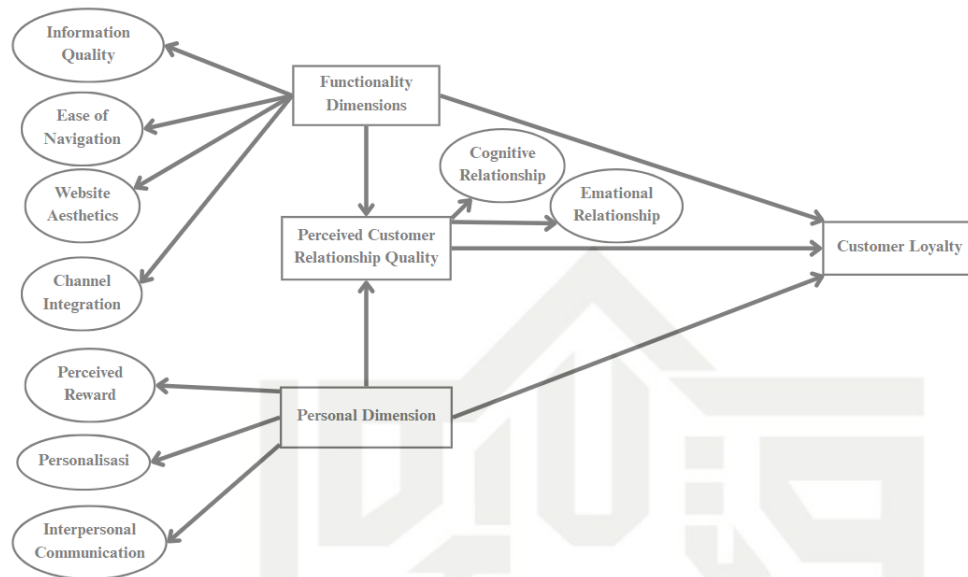 Information
Quality
Functionality
Dimensions
Ease of
Navigation
Cognitive
Relationship
Website
Aesthetics
Emational
Relationship
Perceived Customer
Relationship Quality
Customer Loyalty
Channel
Integration
Perceived
Reward
Personal Dimension
Personalisasi
Interpersonal
Communication